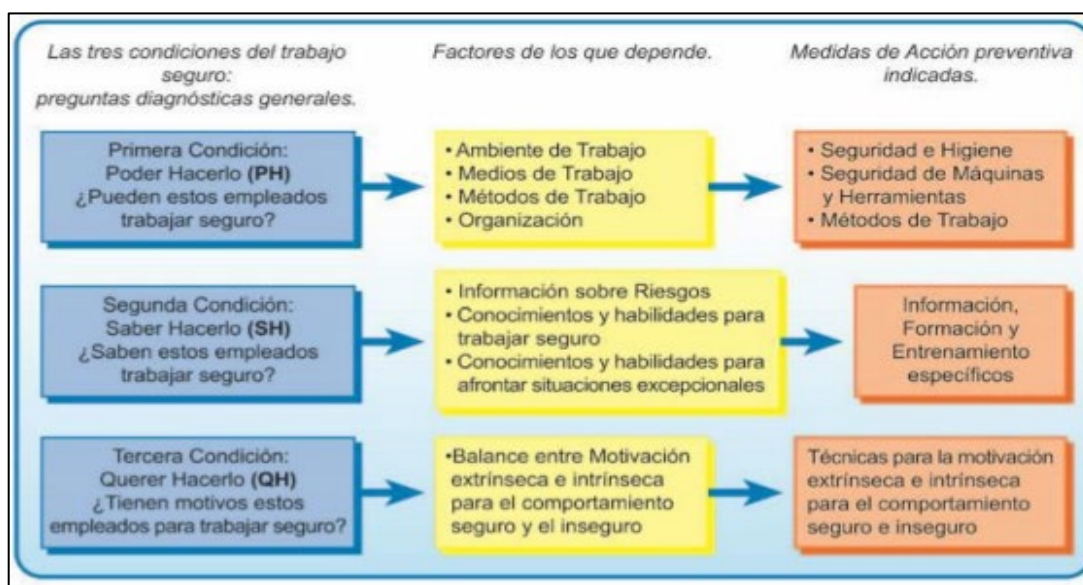 Las tres condiciones del trabajo
seguro:
preguntas diagnósticas generales.
Factores de los que depende.
Medidas de Acción preventiva
indicadas.
Primera Condición:
Poder Hacerlo (PH)
¿Pueden estos empleados
trabajar seguro?
• Ambiente de Trabajo
• Medios de Trabajo
• Métodos de Trabajo
• Organización
• Seguridad e Higiene
• Seguridad de Máquinas
y Herramientas
• Métodos de Trabajo
Segunda Condición:
Saber Hacerlo (SH)
¿Saben estos empleados
trabajar seguro?
• Información sobre Riesgos
• Conocimientos y habilidades para
trabajar seguro
• Conocimientos y habilidades para
afrontar situaciones excepcionales
Información,
Formación y
Entrenamiento
específicos
Tercera Condición:
Querer Hacerlo (QH)
¿Tienen motivos estos
empleados para trabajar seguro?
•Balance entre Motivación
extrínseca e intrínseca
para el comportamiento
seguro y el inseguro
Técnicas para la motivación
extrínseca e intrínseca
para el comportamiento
seguro e inseguro